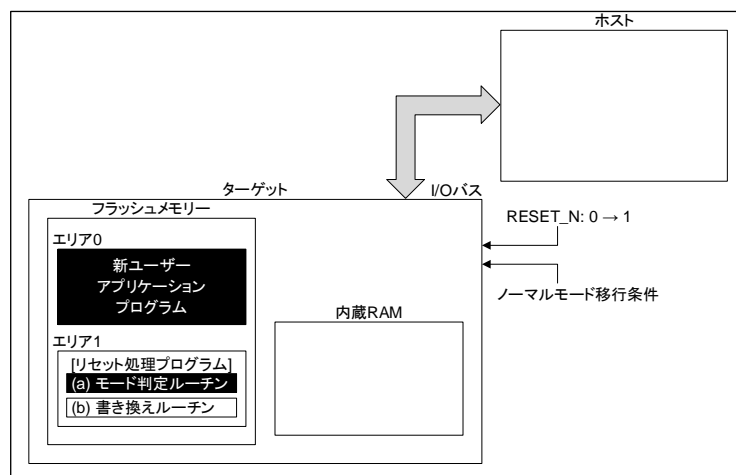 ホスト
ターゲット
I/Oバス
フラッシュメモリー
RESET_N: 0 → 1
エリア0
新ユーザー
アプリケーション
プログラム
ノーマルモード移行条件
内蔵RAM
エリア1
[リセット処理プログラム]
(a) モード判定ルーチン
(b) 書き換えルーチン